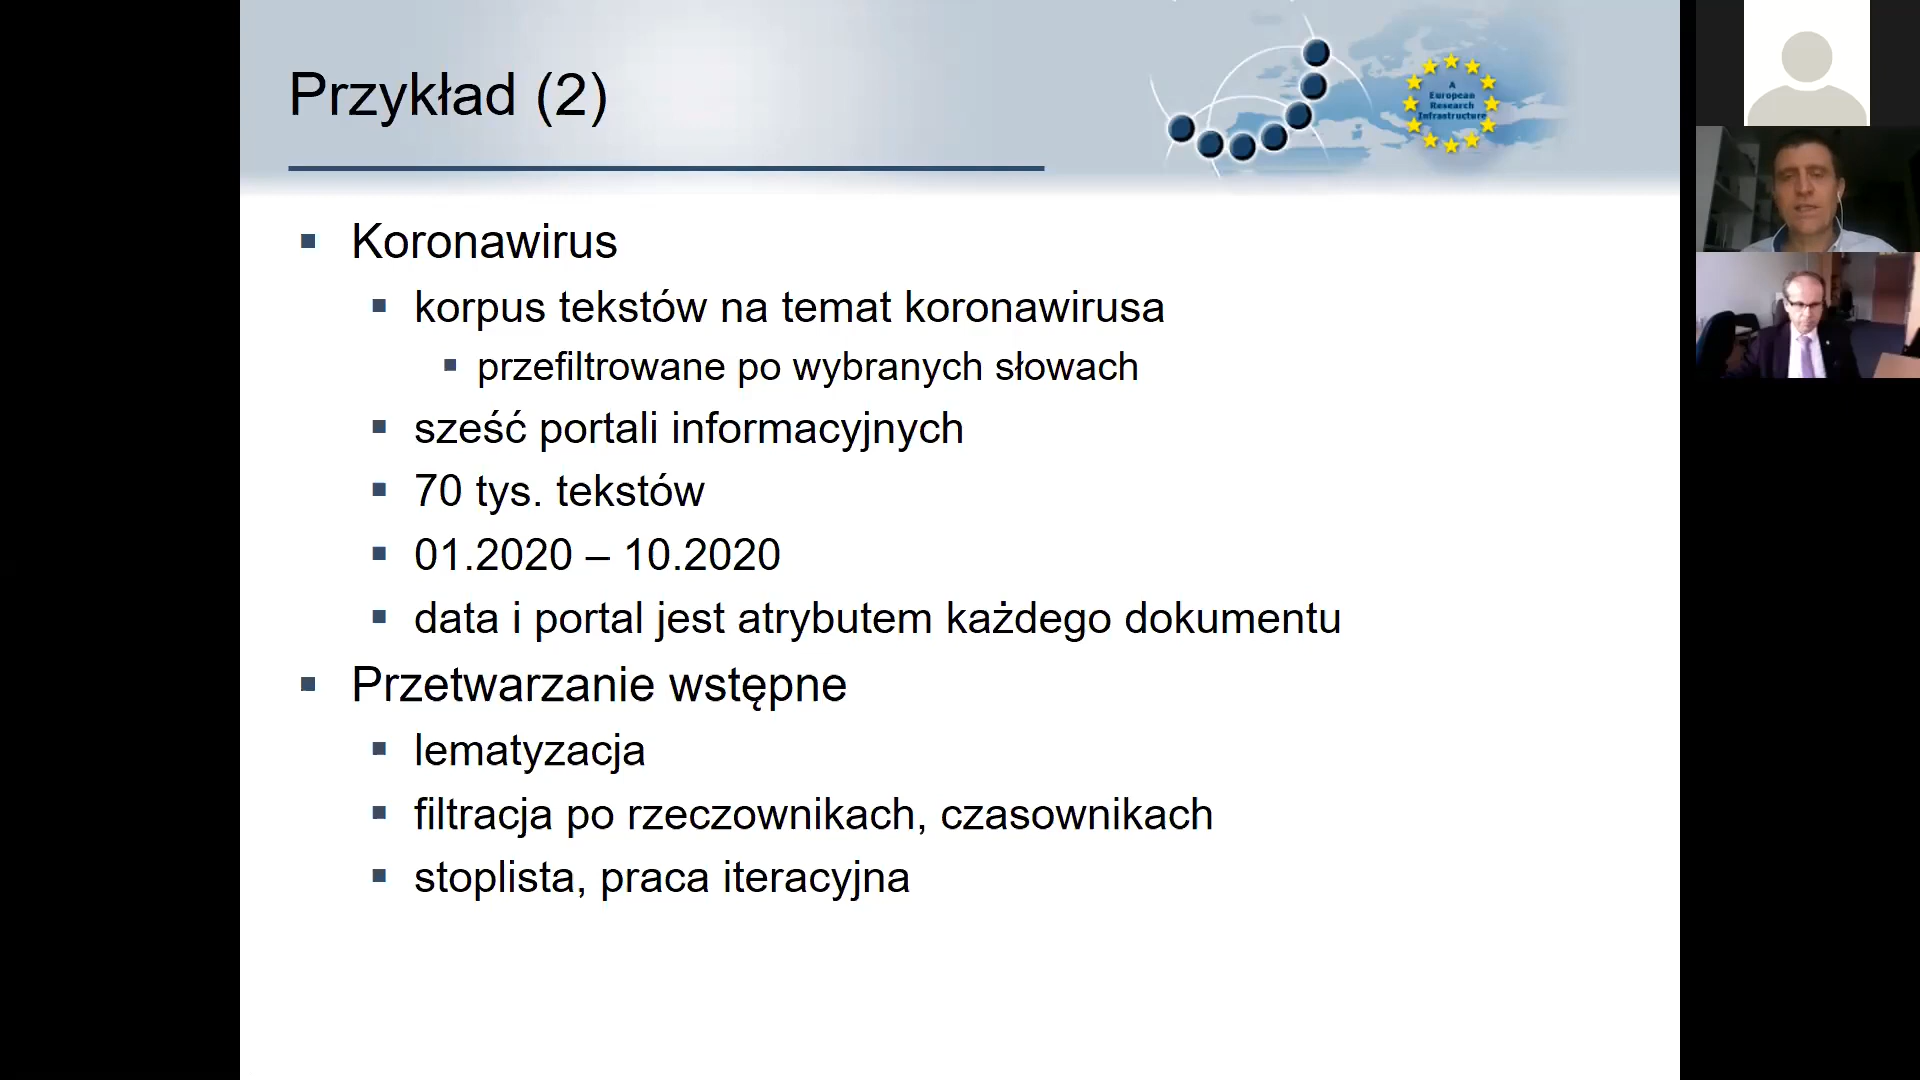 Przykład (2)
A
European
Research
Infrastructure
Koronawirus
korpus tekstów na temat koronawirusa
przefiltrowane po wybranych słowach
sześć portali informacyjnych
70 tys. tekstów
01.2020 – 10.2020
data i portal jest atrybutem każdego dokumentu
Przetwarzanie wstępne
lematyzacja
filtracja po rzeczownikach, czasownikach
stoplista, praca iteracyjna